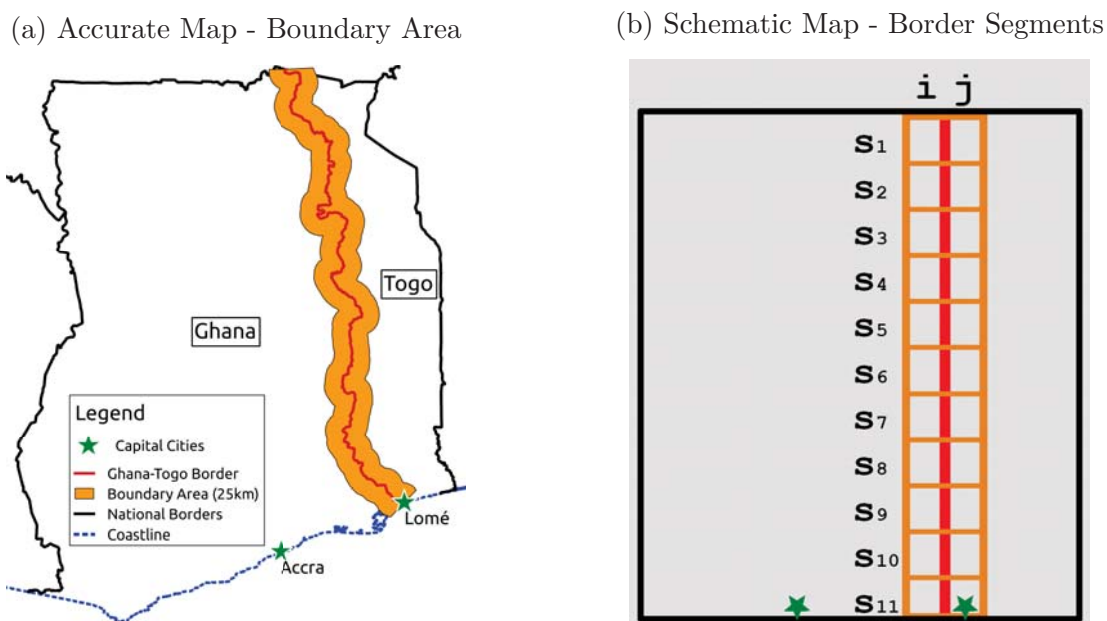 (a) Accurate Map - Boundary Area
Togo
Ghana
Legend
Capital Cities
Ghana-Togo Border
Boundary Area (25km)
National Borders
Coastline
Lomé
Accra
(b) Schematic Map - Border Segments
i j
S1
S2
S3
S4
S5
S6
S7
S8
S9
S10
S11